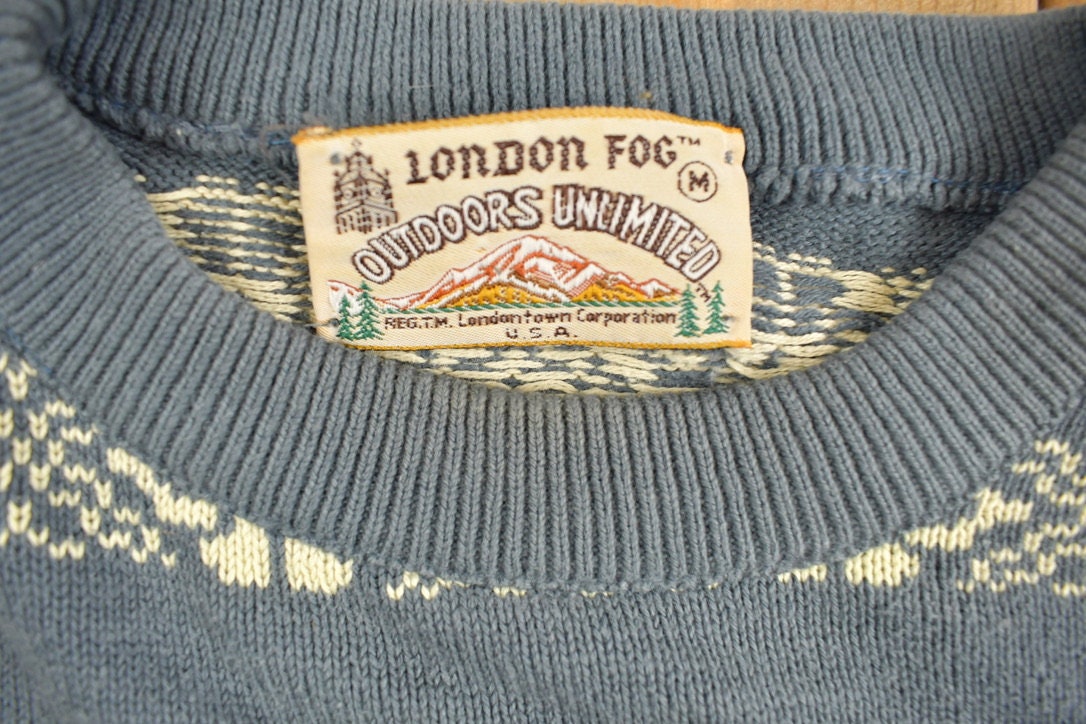 LONDON FOG™
M
OUTDOORS UNLIMITED™
REG.T.M. Londontown Corporation
U.S.A.